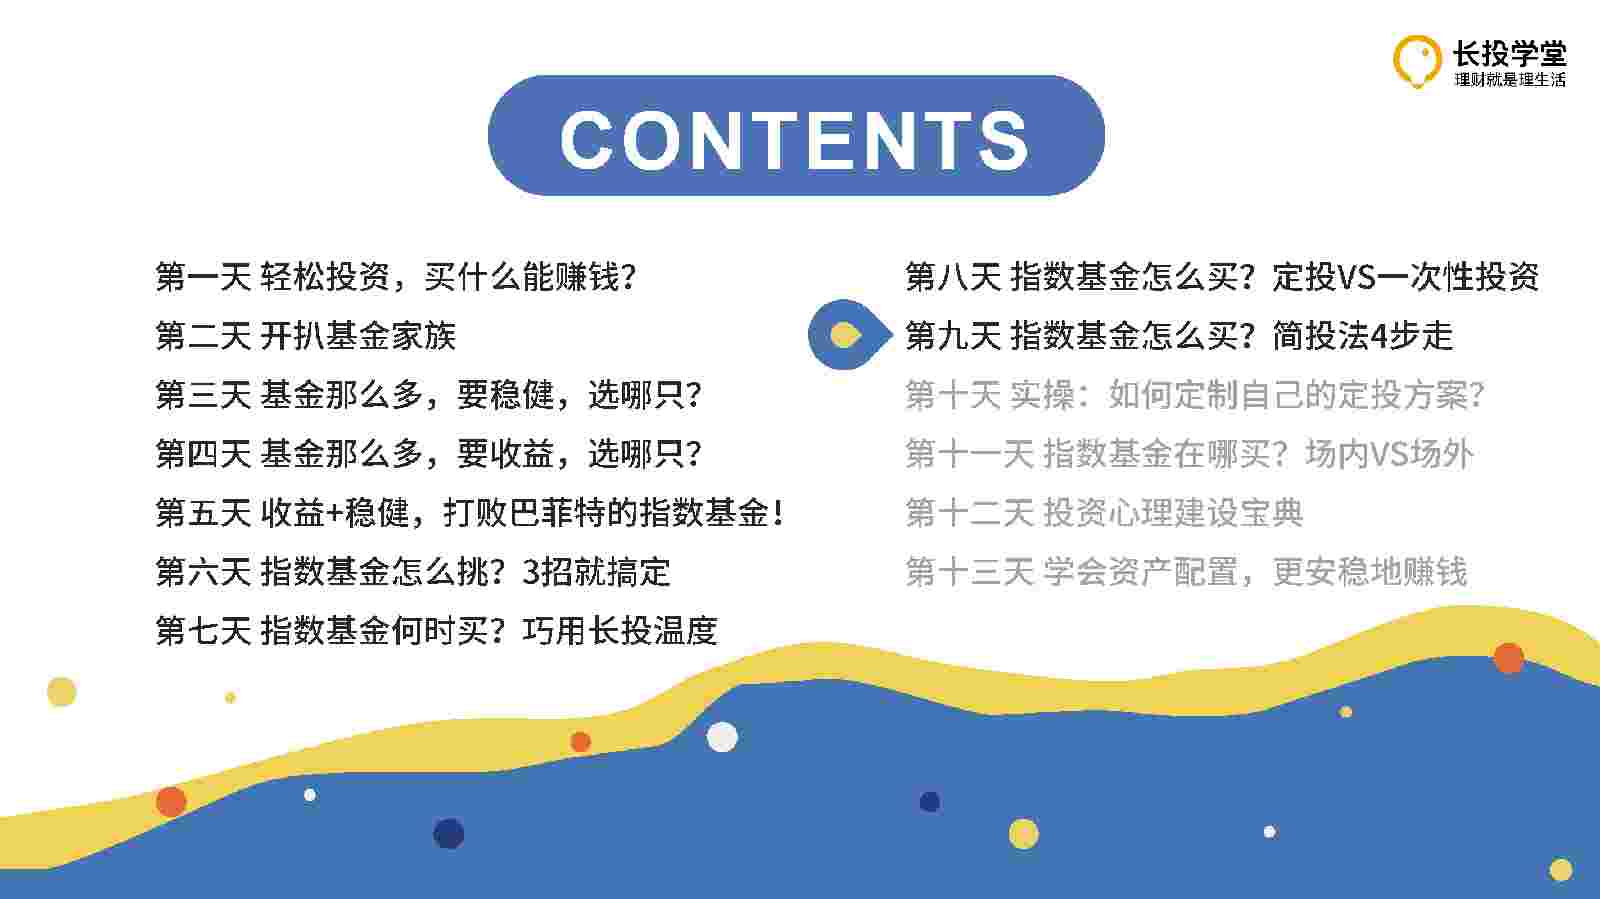 长投学堂
理财就是理生活
CONTENTS
第一天 轻松投资，买什么能赚钱？
第二天 开扒基金家族
第三天 基金那么多，要稳健，选哪只？
第四天 基金那么多，要收益，选哪只？
第五天 收益+稳健，打败巴菲特的指数基金！
第六天 指数基金怎么挑？3招就搞定
第七天 指数基金何时买？巧用长投温度
第八天 指数基金怎么买？定投VS一次性投资
第九天 指数基金怎么买？简投法4步走
第十天 实操：如何定制自己的定投方案？
第十一天 指数基金在哪买？场内VS场外
第十二天 投资心理建设宝典
第十三天 学会资产配置，更安稳地赚钱